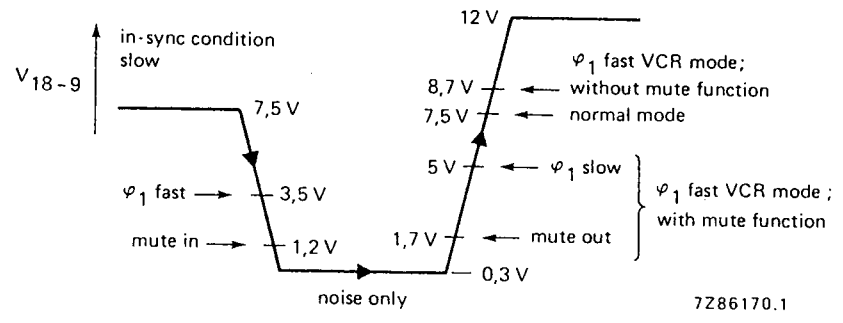 12 V
in-sync condition
slow
V18-9
φ1 fast VCR mode;
8,7 V
without mute function
7,5 V
7,5 V
normal mode
5 V
φ1 slow
φ1 fast
3,5 V
φ1 fast VCR mode ;
with mute function
mute in
1,2 V
1,7 V
mute out
0,3 V
noise only
7Z86170.1